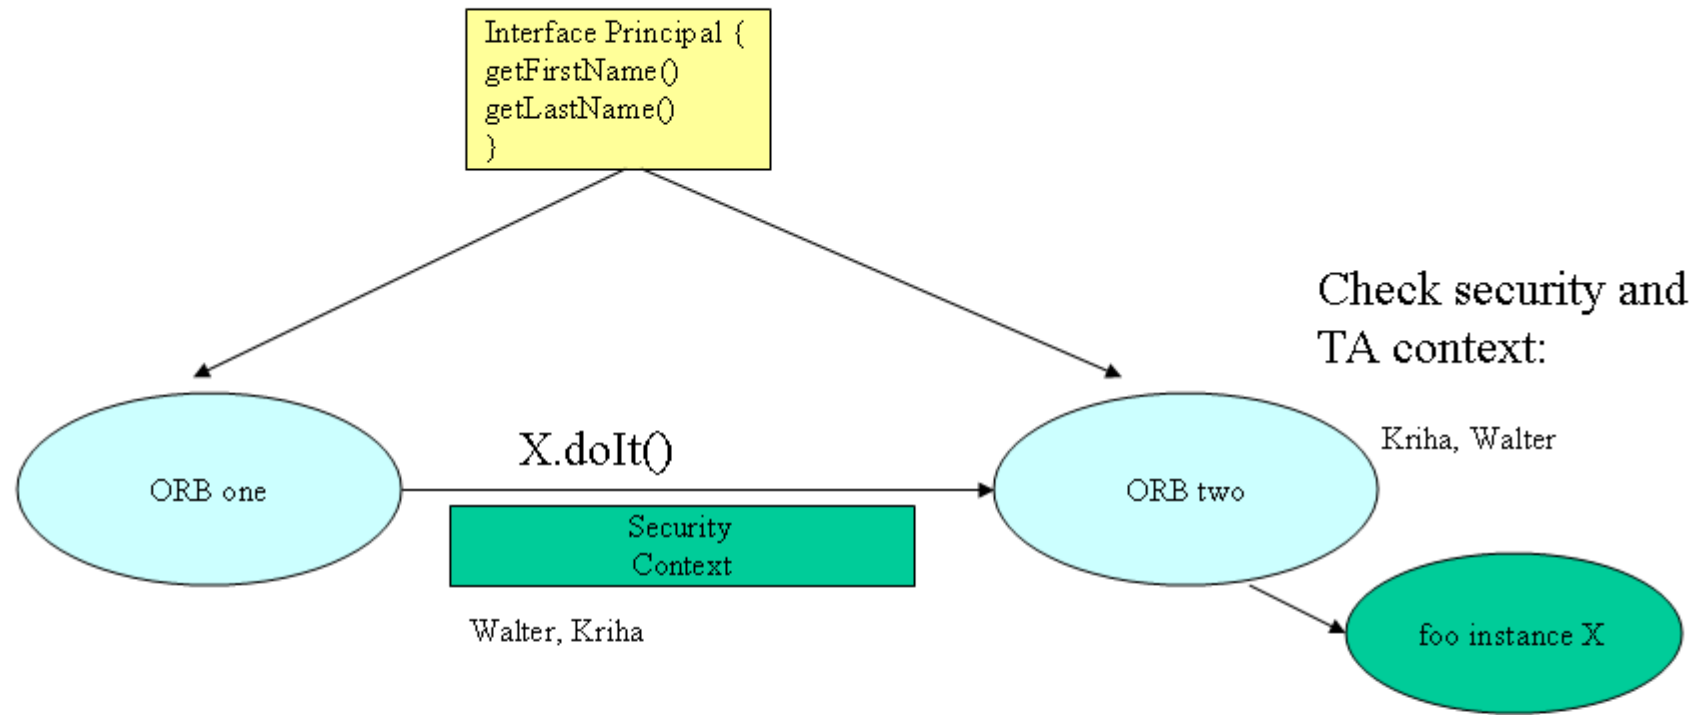 Interface Principal {
getFirstName()
getLastName()
}
Check security and
TA context:
Kriha, Walter
X.doIt()
ORB one
ORB two
Security
Context
Walter, Kriha
foo instance X